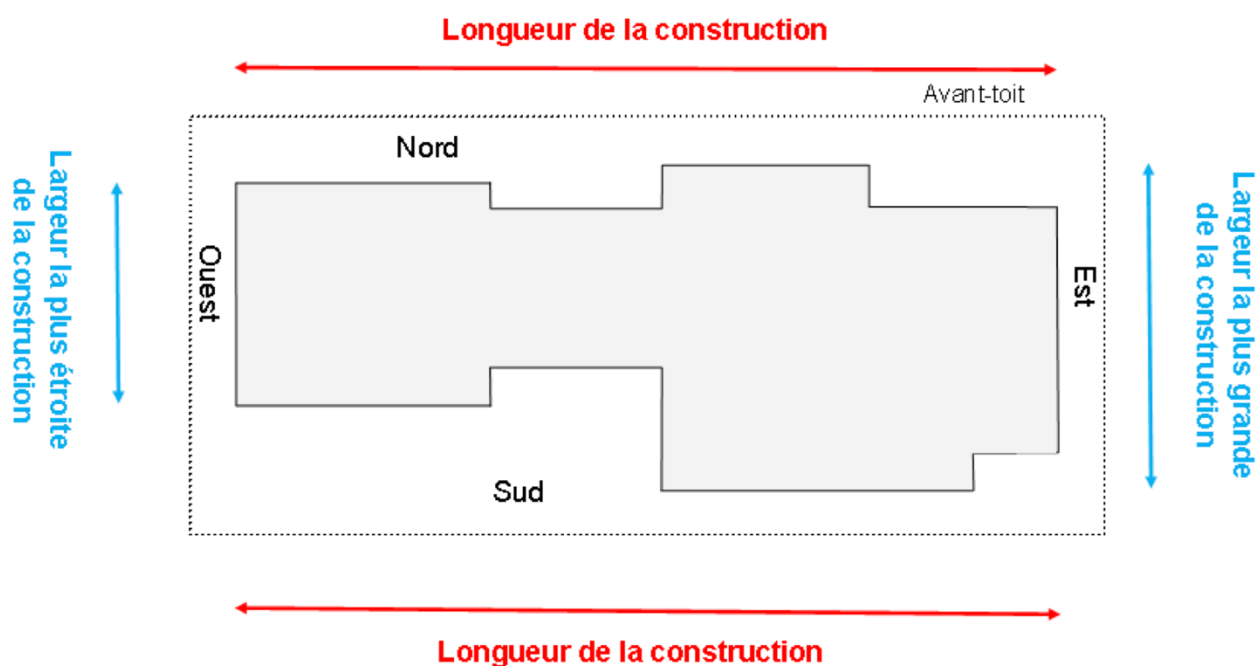 Longueur de la construction
Avant-toit
Nord
Largeur la plus étroite
de la construction
Ouest
Est
Largeur la plus grande
de la construction
Sud
Longueur de la construction